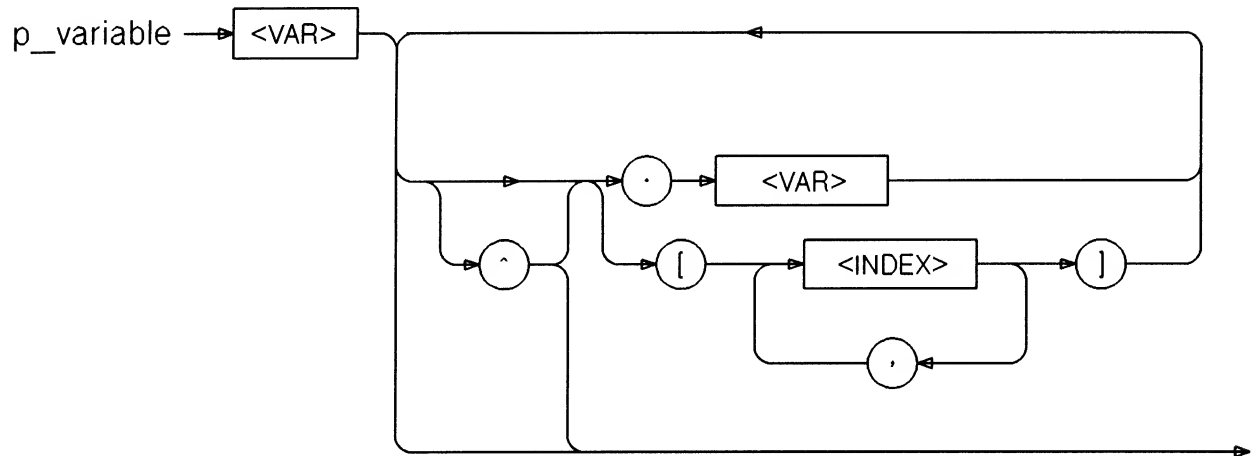 p_variable <VAR>
. <VAR>
^ [ <INDEX> ]
,